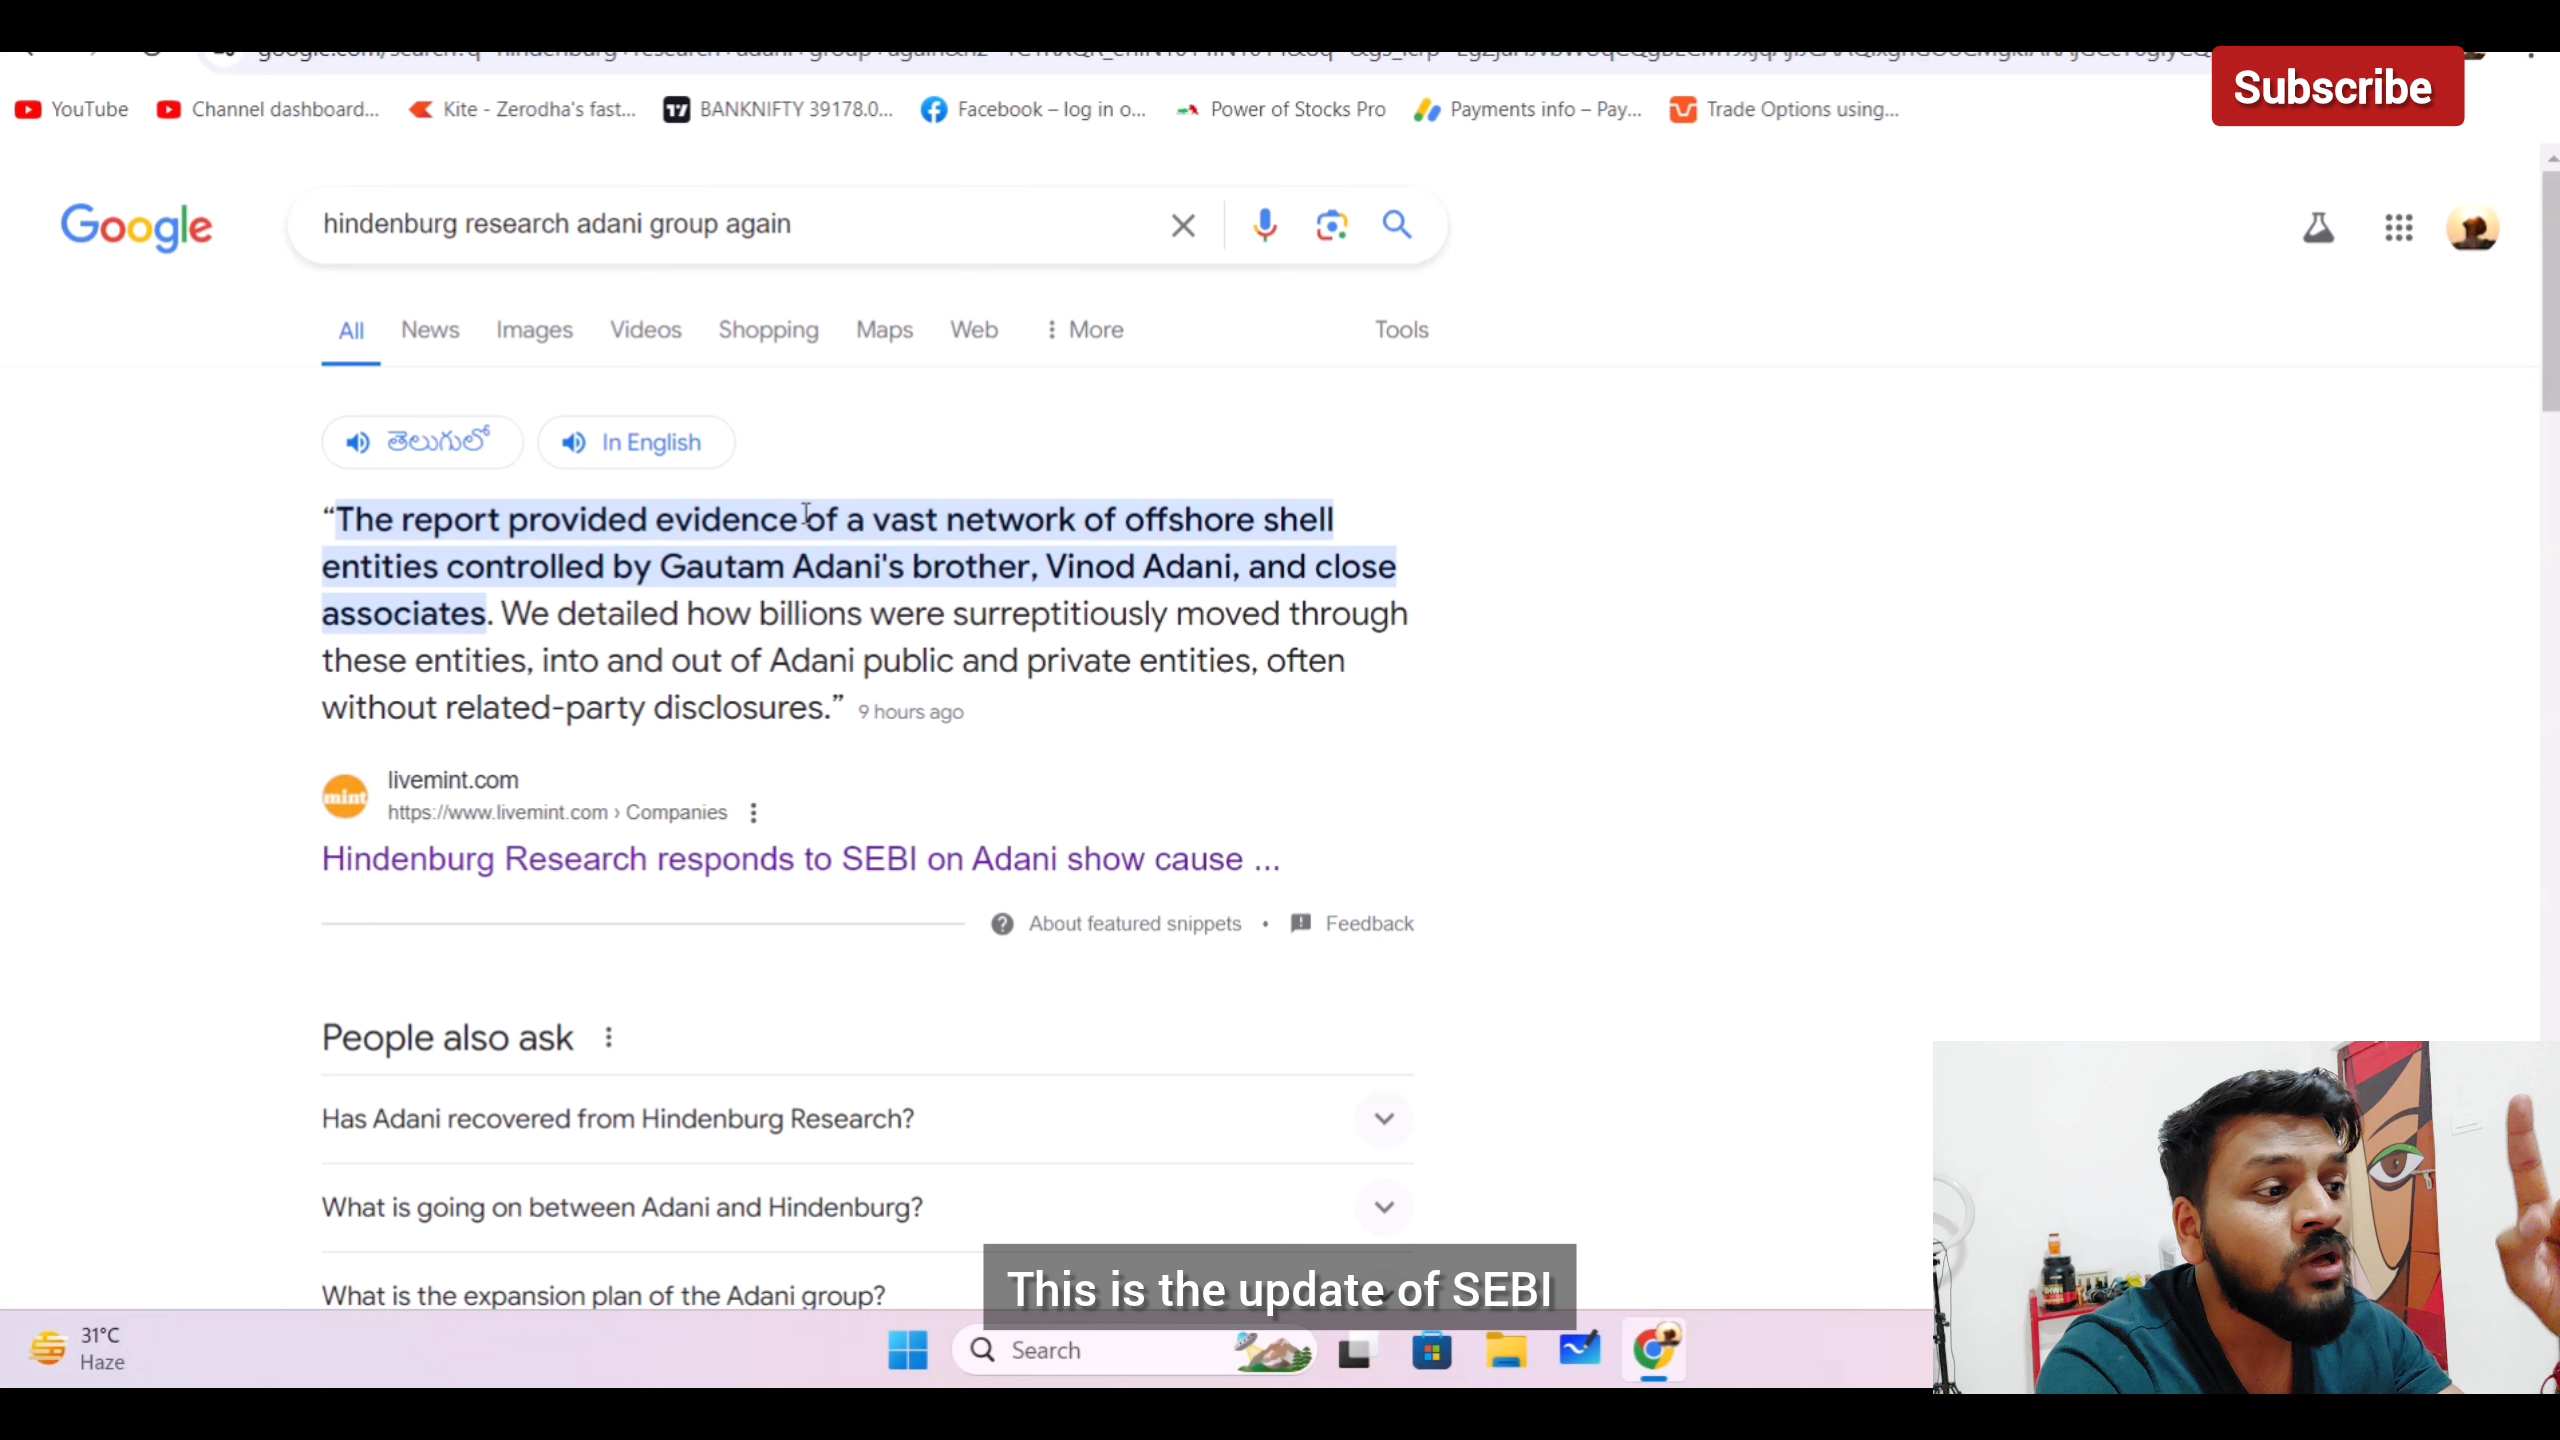 Subscribe
YouTube
Channel dashboard...
Kite - Zerodha's fast...
BANKNIFTY 39178.0...
Facebook – log in o...
Power of Stocks Pro
Payments info – Pay...
Trade Options using...
Google
hindenburg research adani group again
All News Images Videos Shopping Maps Web More Tools
తెలుగులో In English
“The report provided evidence of a vast network of offshore shell
entities controlled by Gautam Adani's brother, Vinod Adani, and close
associates. We detailed how billions were surreptitiously moved through
these entities, into and out of Adani public and private entities, often
without related-party disclosures.” 9 hours ago
mint
livemint.com
https://www.livemint.com › Companies
Hindenburg Research responds to SEBI on Adani show cause ...
About featured snippets • Feedback
People also ask
Has Adani recovered from Hindenburg Research?
What is going on between Adani and Hindenburg?
What is the expansion plan of the Adani group?
This is the update of SEBI
31°C
Haze
Search